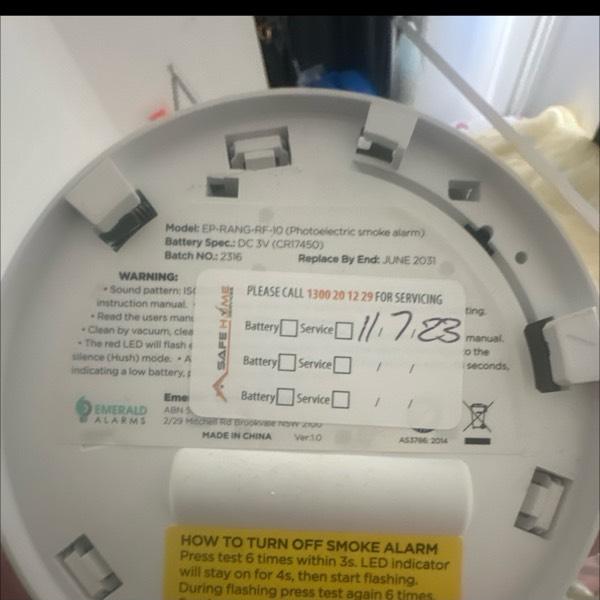 Model: EP-RANG-RF-10 (Photoelectric smoke alarm)
Battery Spec.: DC 3V (CR17450)
Batch NO.: 2316 Replace By End: JUNE 2031
WARNING:
• Sound pattern: IS
instruction manual.
• Read the users man
• Clean by vacuum, clea
• The red LED will flash
silence (Hush) mode. • A
indicating a low battery,
ting.
manual.
o the
seconds,
SAFE HOME
PLEASE CALL 1300 20 12 29 FOR SERVICING
Battery Service 11/7/23
Battery Service / /
Battery Service / /
EMERALD
ALARMS
Eme
ABN
2/29 Mitchell Rd Brookvale NSW 2100
MADE IN CHINA Ver:1.0
AS3786:2014
HOW TO TURN OFF SMOKE ALARM
Press test 6 times within 3s. LED indicator
will stay on for 4s, then start flashing.
During flashing press test again 6 times.